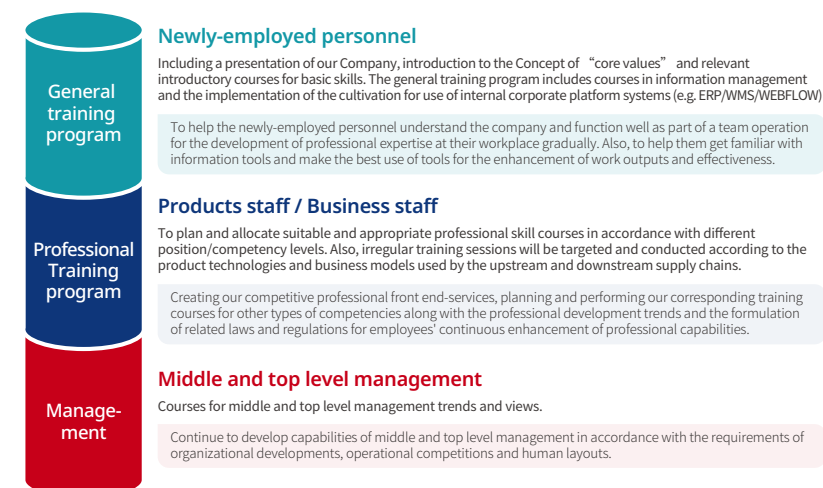 General
training
program
Newly-employed personnel
Including a presentation of our Company, introduction to the Concept of “core values” and relevant
introductory courses for basic skills. The general training program includes courses in information management
and the implementation of the cultivation for use of internal corporate platform systems (e.g. ERP/WMS/WEBFLOW)
To help the newly-employed personnel understand the company and function well as part of a team operation
for the development of professional expertise at their workplace gradually. Also, to help them get familiar with
information tools and make the best use of tools for the enhancement of work outputs and effectiveness.
Professional
Training
program
Products staff / Business staff
To plan and allocate suitable and appropriate professional skill courses in accordance with different
position/competency levels. Also, irregular training sessions will be targeted and conducted according to the
product technologies and business models used by the upstream and downstream supply chains.
Creating our competitive professional front end-services, planning and performing our corresponding training
courses for other types of competencies along with the professional development trends and the formulation
of related laws and regulations for employees' continuous enhancement of professional capabilities.
Manage-
ment
Middle and top level management
Courses for middle and top level management trends and views.
Continue to develop capabilities of middle and top level management in accordance with the requirements of
organizational developments, operational competitions and human layouts.